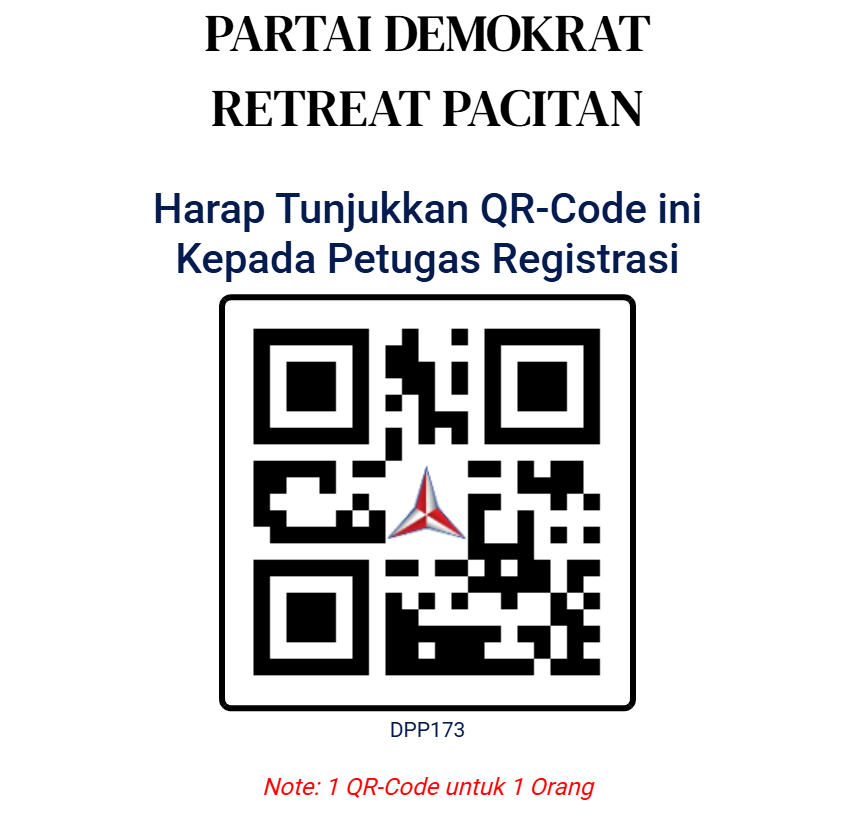 PARTAI DEMOKRAT
RETREAT PACITAN
Harap Tunjukkan QR-Code ini
Kepada Petugas Registrasi
DPP173
Note: 1 QR-Code untuk 1 Orang